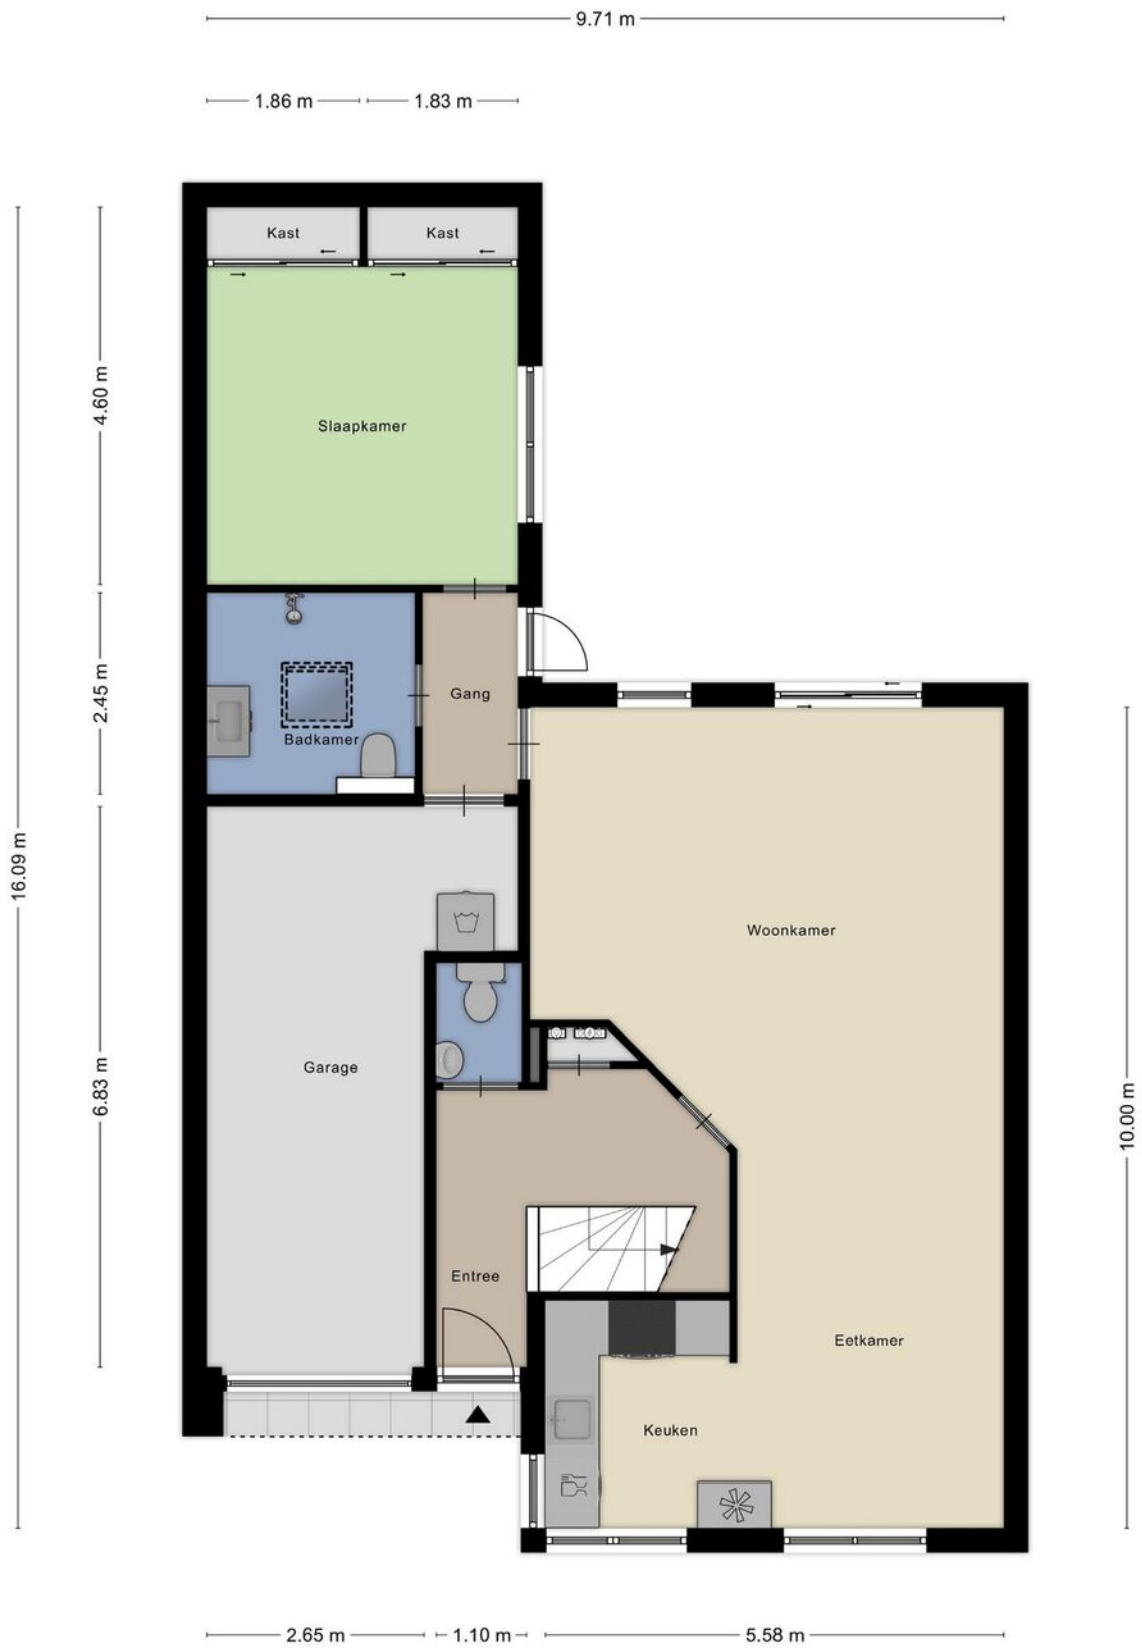 9.71 m
1.86 m
1.83 m
Kast
Kast
4.60 m
Slaapkamer
2.45 m
Gang
Badkamer
16.09 m
Woonkamer
Garage
6.83 m
10.00 m
Entree
Eetkamer
Keuken
2.65 m
1.10 m
5.58 m